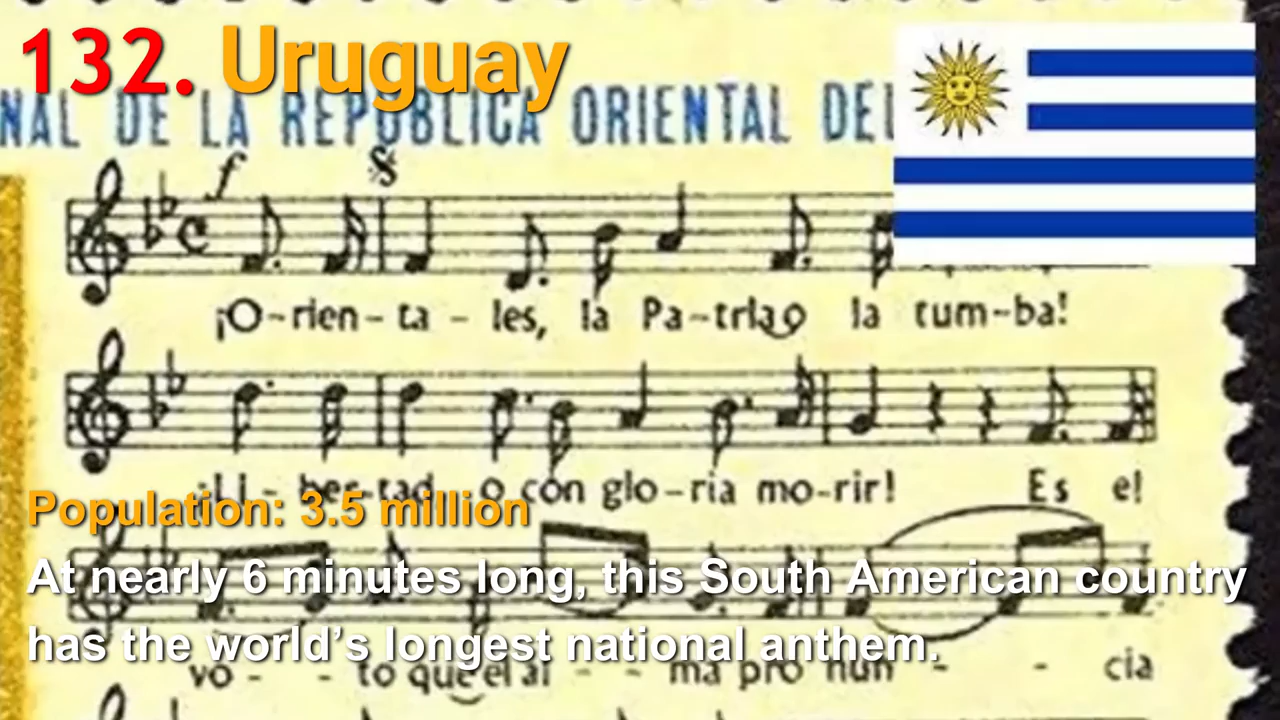 132. Uruguay
NAL DE LA REPÚBLICA ORIENTAL DEL
f
¡O-rien-ta-les, la Pa-tria o la tum-ba!
¡Li-ber-tad o con glo-ria mo-rir! Es el
Population: 3.5 million
At nearly 6 minutes long, this South American country
has the world's longest national anthem.
vo - - to que el al - - ma pro nun - - cia